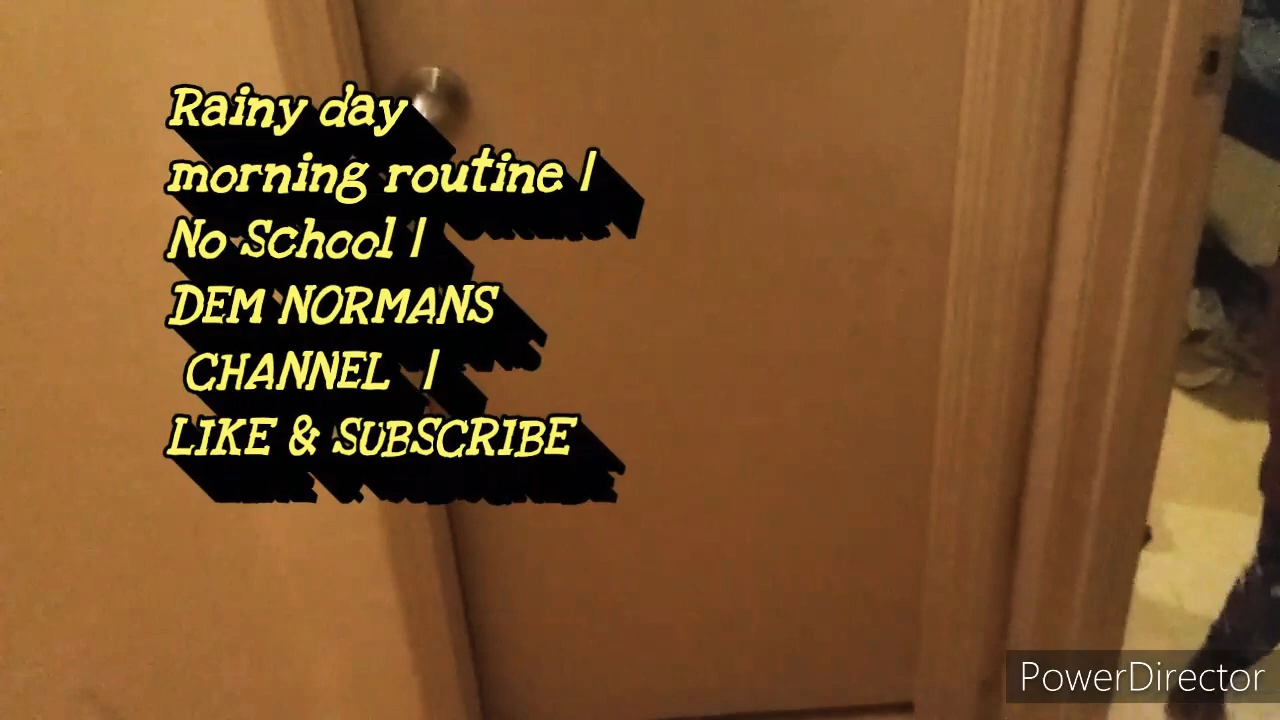 Rainy day
morning routine |
No School |
DEM NORMANS
CHANNEL |
LIKE & SUBSCRIBE
PowerDirector